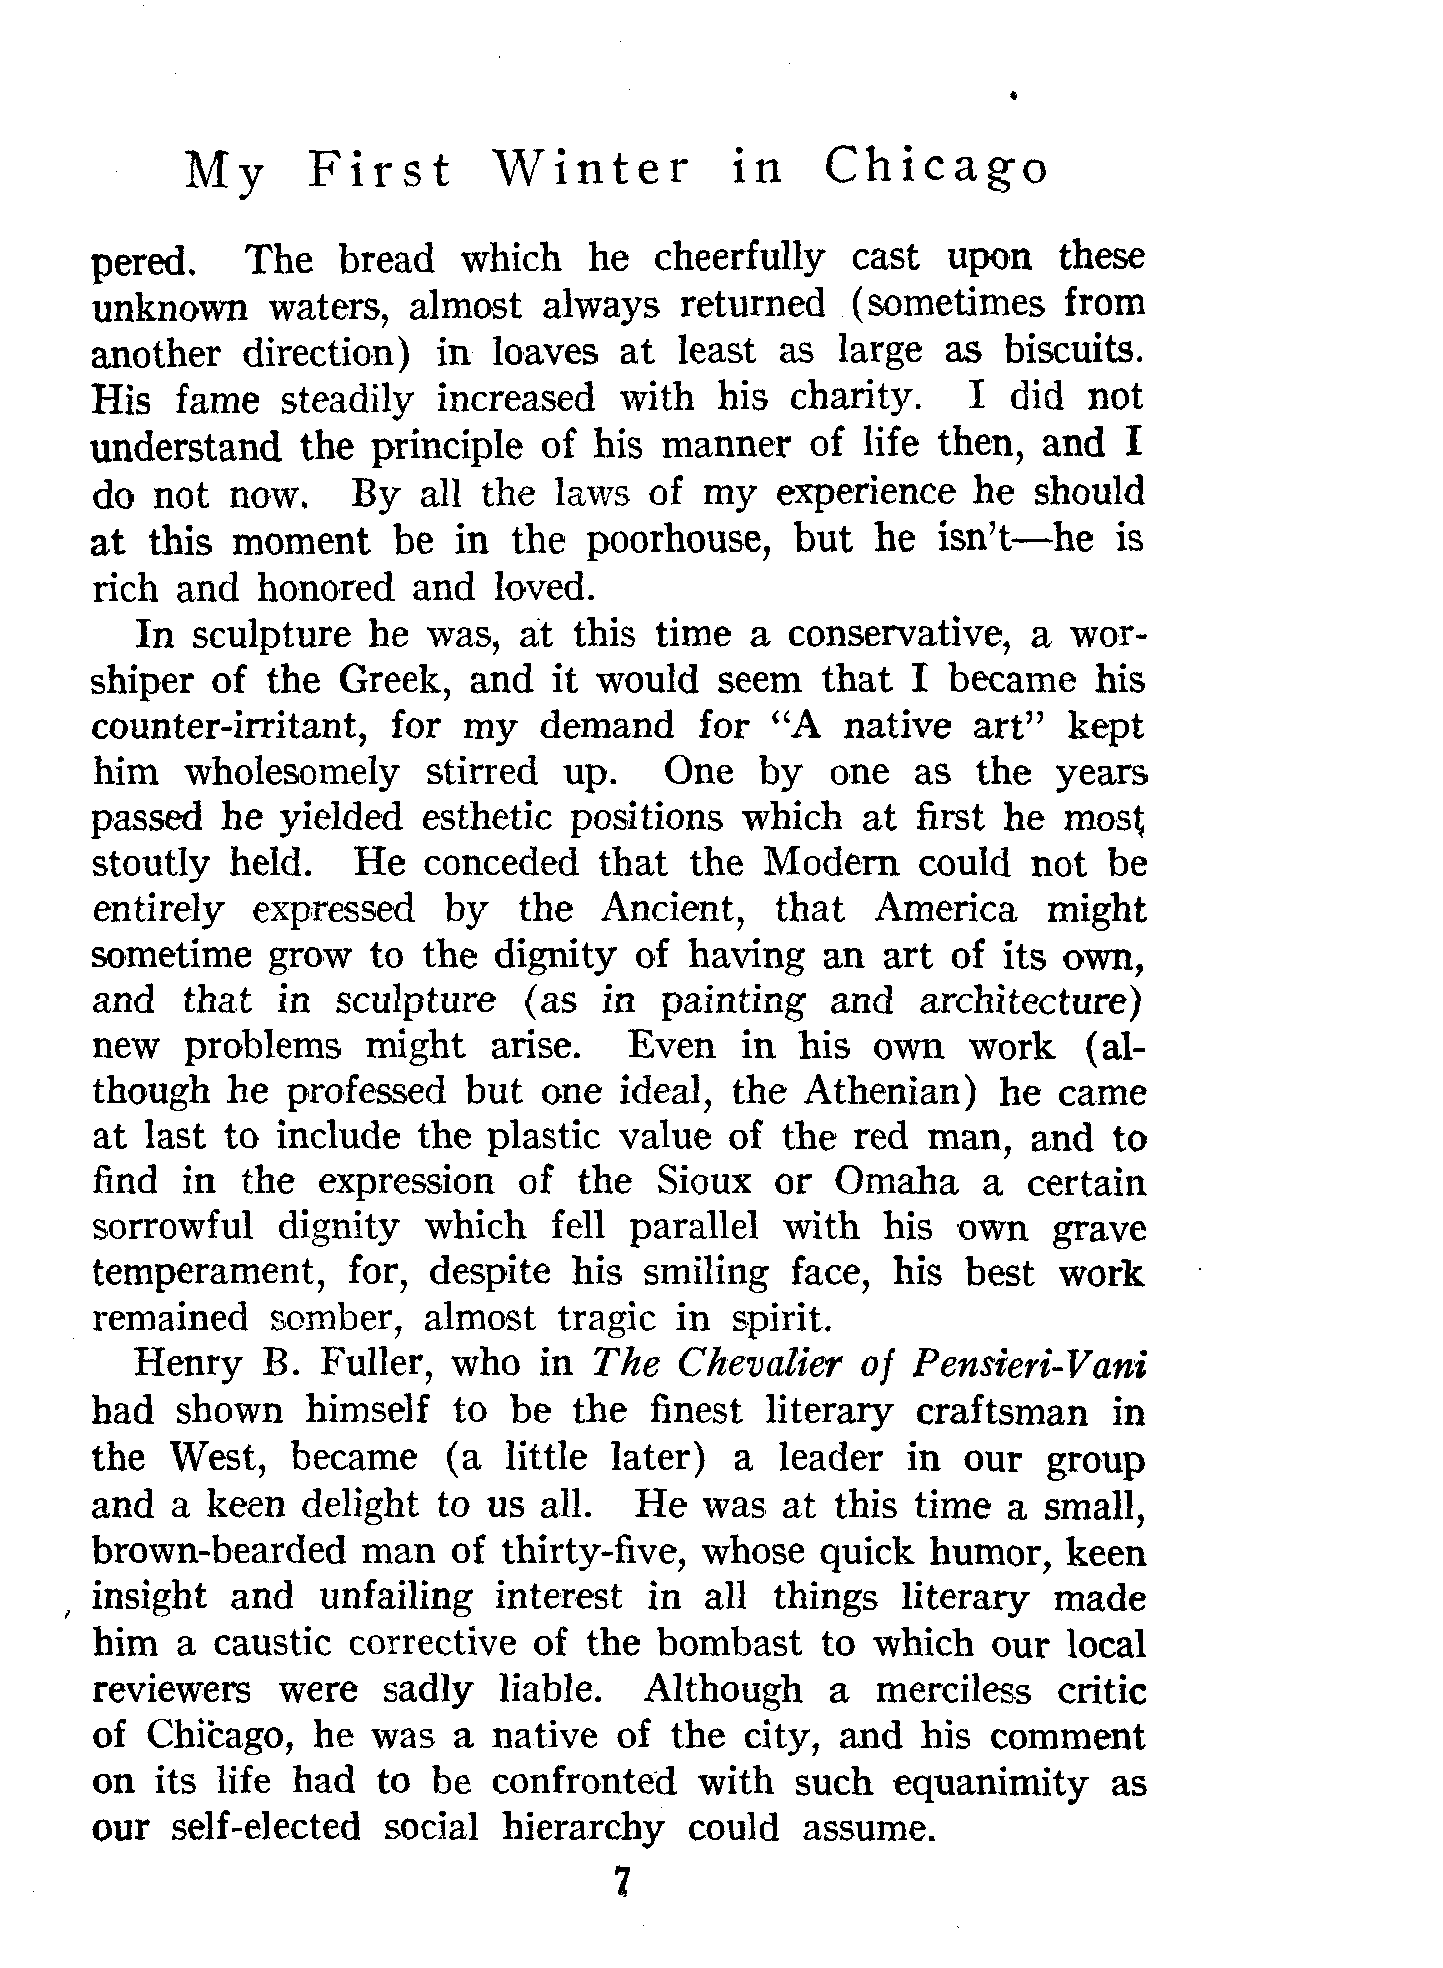 My First Winter in Chicago
pered. The bread which he cheerfully cast upon these
unknown waters, almost always returned (sometimes from
another direction) in loaves at least as large as biscuits.
His fame steadily increased with his charity. I did not
understand the principle of his manner of life then, and I
do not now. By all the laws of my experience he should
at this moment be in the poorhouse, but he isn't—he is
rich and honored and loved.
In sculpture he was, at this time a conservative, a wor-
shiper of the Greek, and it would seem that I became his
counter-irritant, for my demand for “A native art” kept
him wholesomely stirred up. One by one as the years
passed he yielded esthetic positions which at first he most
stoutly held. He conceded that the Modern could not be
entirely expressed by the Ancient, that America might
sometime grow to the dignity of having an art of its own,
and that in sculpture (as in painting and architecture)
new problems might arise. Even in his own work (al-
though he professed but one ideal, the Athenian) he came
at last to include the plastic value of the red man, and to
find in the expression of the Sioux or Omaha a certain
sorrowful dignity which fell parallel with his own grave
temperament, for, despite his smiling face, his best work
remained somber, almost tragic in spirit.
Henry B. Fuller, who in The Chevalier of Pensieri-Vani
had shown himself to be the finest literary craftsman in
the West, became (a little later) a leader in our group
and a keen delight to us all. He was at this time a small,
brown-bearded man of thirty-five, whose quick humor, keen
insight and unfailing interest in all things literary made
him a caustic corrective of the bombast to which our local
reviewers were sadly liable. Although a merciless critic
of Chicago, he was a native of the city, and his comment
on its life had to be confronted with such equanimity as
our self-elected social hierarchy could assume.
7